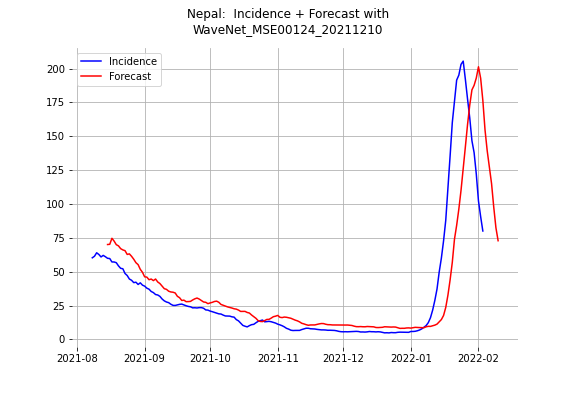 Nepal:  Incidence + Forecast with
WaveNet_MSE00124_20211210
Incidence
Forecast
200
175
150
125
100
75
50
25
0
2021-08 2021-09 2021-10 2021-11 2021-12 2022-01 2022-02